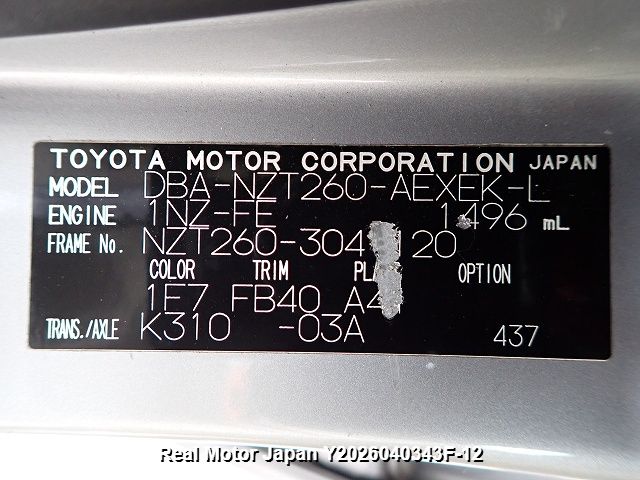 TOYOTA MOTOR CORPORATION JAPAN
MODEL DBA-NZT260-AEXEK-L
ENGINE 1NZ-FE 1496 mL
FRAME No. NZT260-304 120
COLOR TRIM OPTION
1E7 FB40
TRANS./AXLE K310 -03A 437
Real Motor Japan Y2026040343F-12